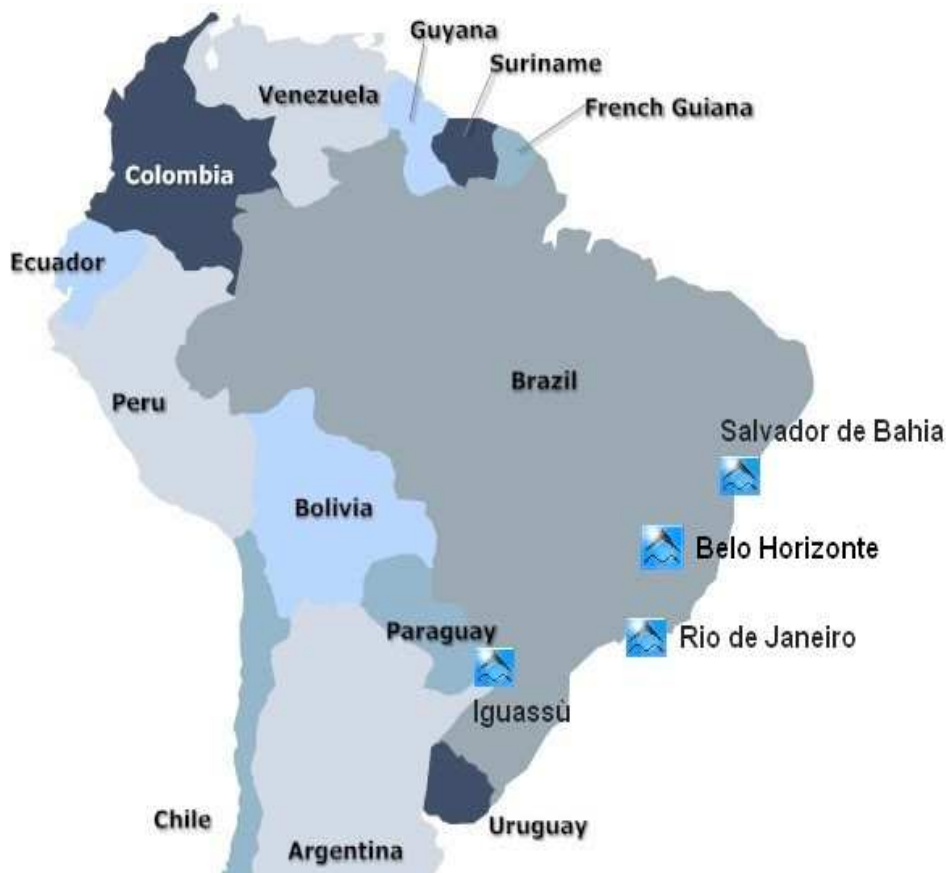 Guyana
Suriname
Venezuela
French Guiana
Colombia
Ecuador
Brazil
Peru
Salvador de Bahia
Bolivia
Belo Horizonte
Paraguay
Rio de Janeiro
Iguassù
Chile
Uruguay
Argentina